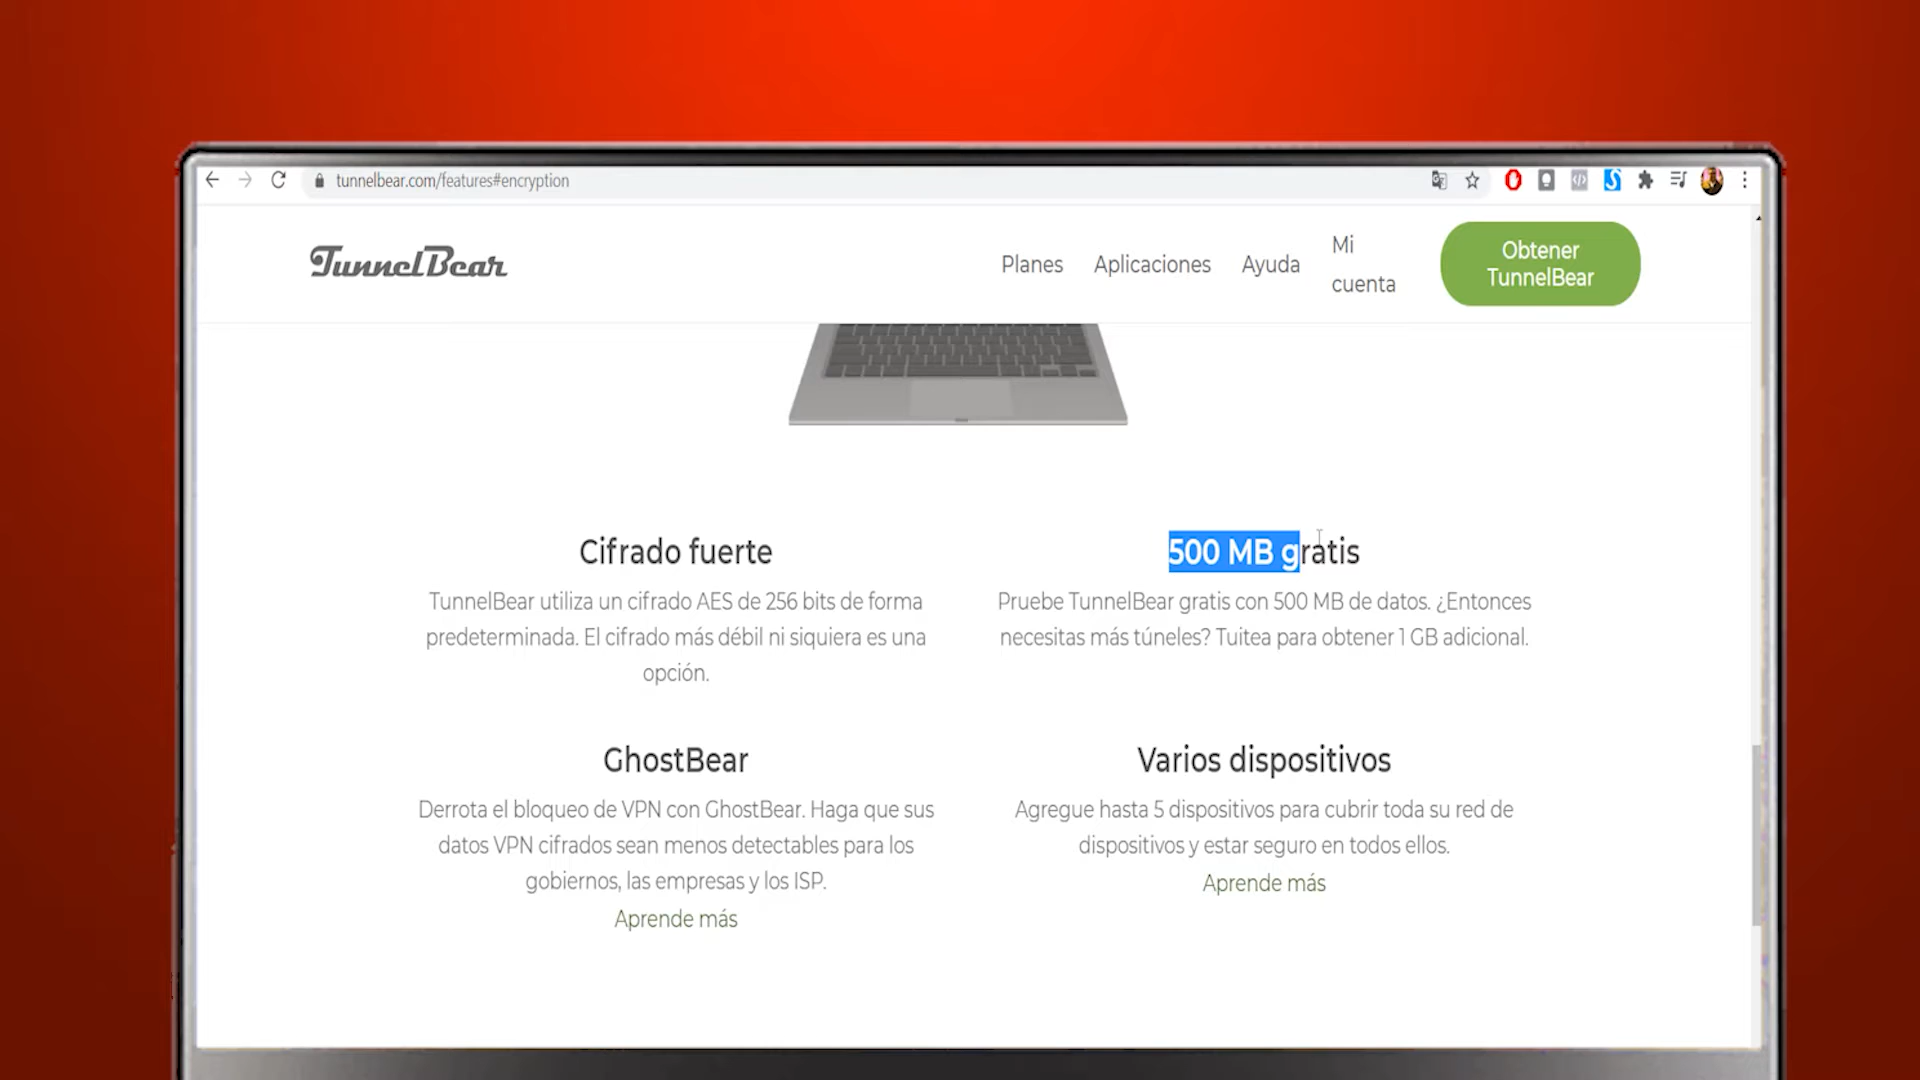 tunnelbear.com/features#encryption
TunnelBear
Planes
Aplicaciones
Ayuda
Mi
cuenta
Obtener
TunnelBear
Cifrado fuerte
TunnelBear utiliza un cifrado AES de 256 bits de forma
predeterminada. El cifrado más débil ni siquiera es una
opción.
500 MB gratis
Pruebe TunnelBear gratis con 500 MB de datos. ¿Entonces
necesitas más túneles? Tuitea para obtener 1 GB adicional.
GhostBear
Derrota el bloqueo de VPN con GhostBear. Haga que sus
datos VPN cifrados sean menos detectables para los
gobiernos, las empresas y los ISP.
Aprende más
Varios dispositivos
Agregue hasta 5 dispositivos para cubrir toda su red de
dispositivos y estar seguro en todos ellos.
Aprende más